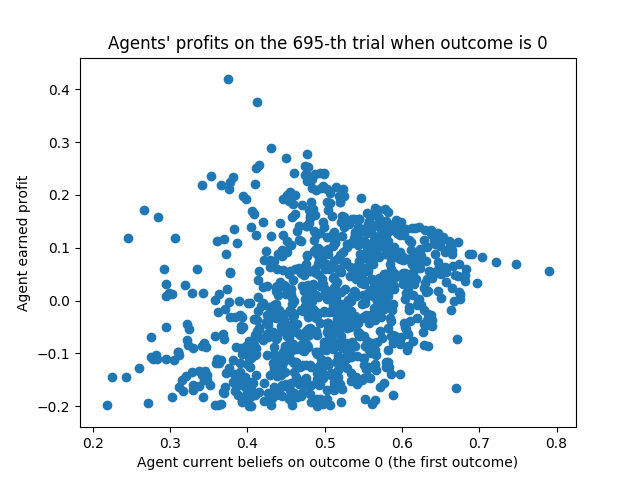 Agents' profits on the 695-th trial when outcome is 0
Agent earned profit
0.4
0.3
0.2
0.1
0.0
−0.1
−0.2
0.2 0.3 0.4 0.5 0.6 0.7 0.8
Agent current beliefs on outcome 0 (the first outcome)